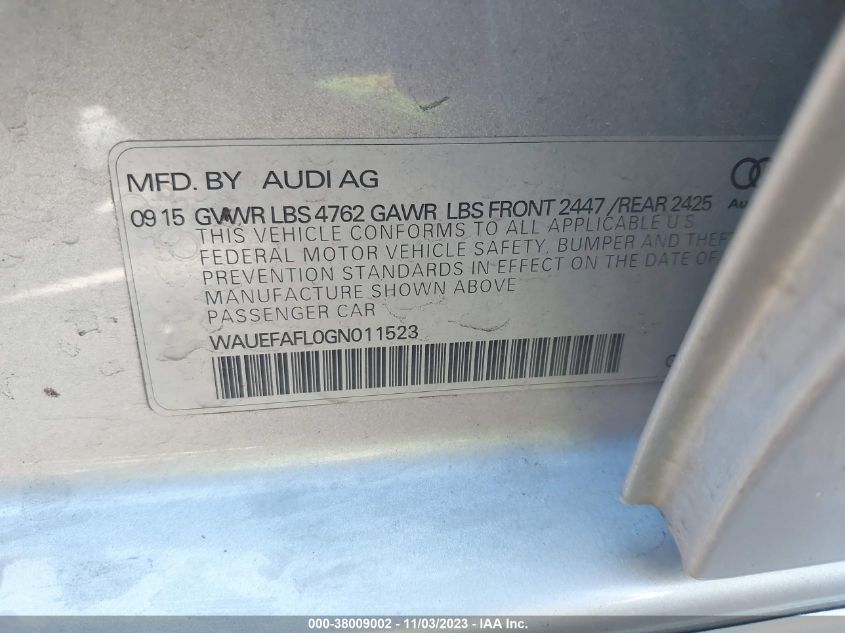 MFD. BY AUDI AG
09 15 GVWR LBS 4762 GAWR LBS FRONT 2447 /REAR 2425
THIS VEHICLE CONFORMS TO ALL APPLICABLE U S
FEDERAL MOTOR VEHICLE SAFETY, BUMPER AND THEFT
PREVENTION STANDARDS IN EFFECT ON THE DATE OF
MANUFACTURE SHOWN ABOVE
PASSENGER CAR
WAUEFAFL0GN011523
000-38009002 - 11/03/2023 - IAA Inc.